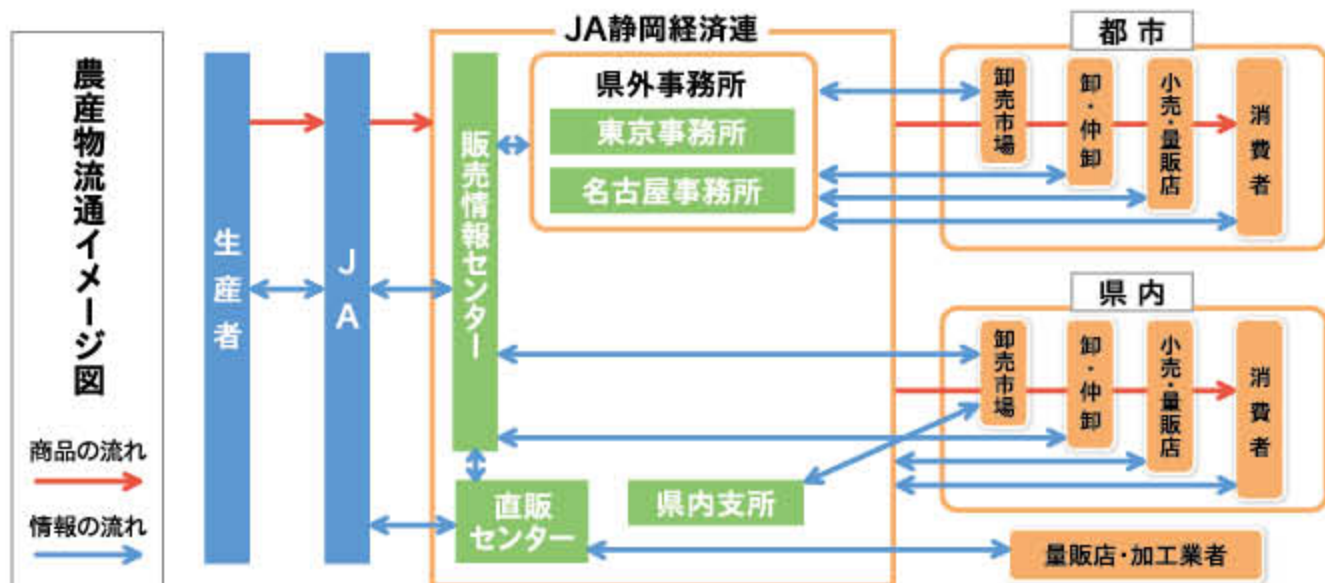 農産物流通イメージ図
商品の流れ
情報の流れ
生産者
JA
JA静岡経済連
販売情報センター
県外事務所
東京事務所
名古屋事務所
直販
センター
県内支所
都市
卸売市場
卸・仲卸
小売・量販店
消費者
県内
卸売市場
卸・仲卸
小売・量販店
消費者
量販店・加工業者